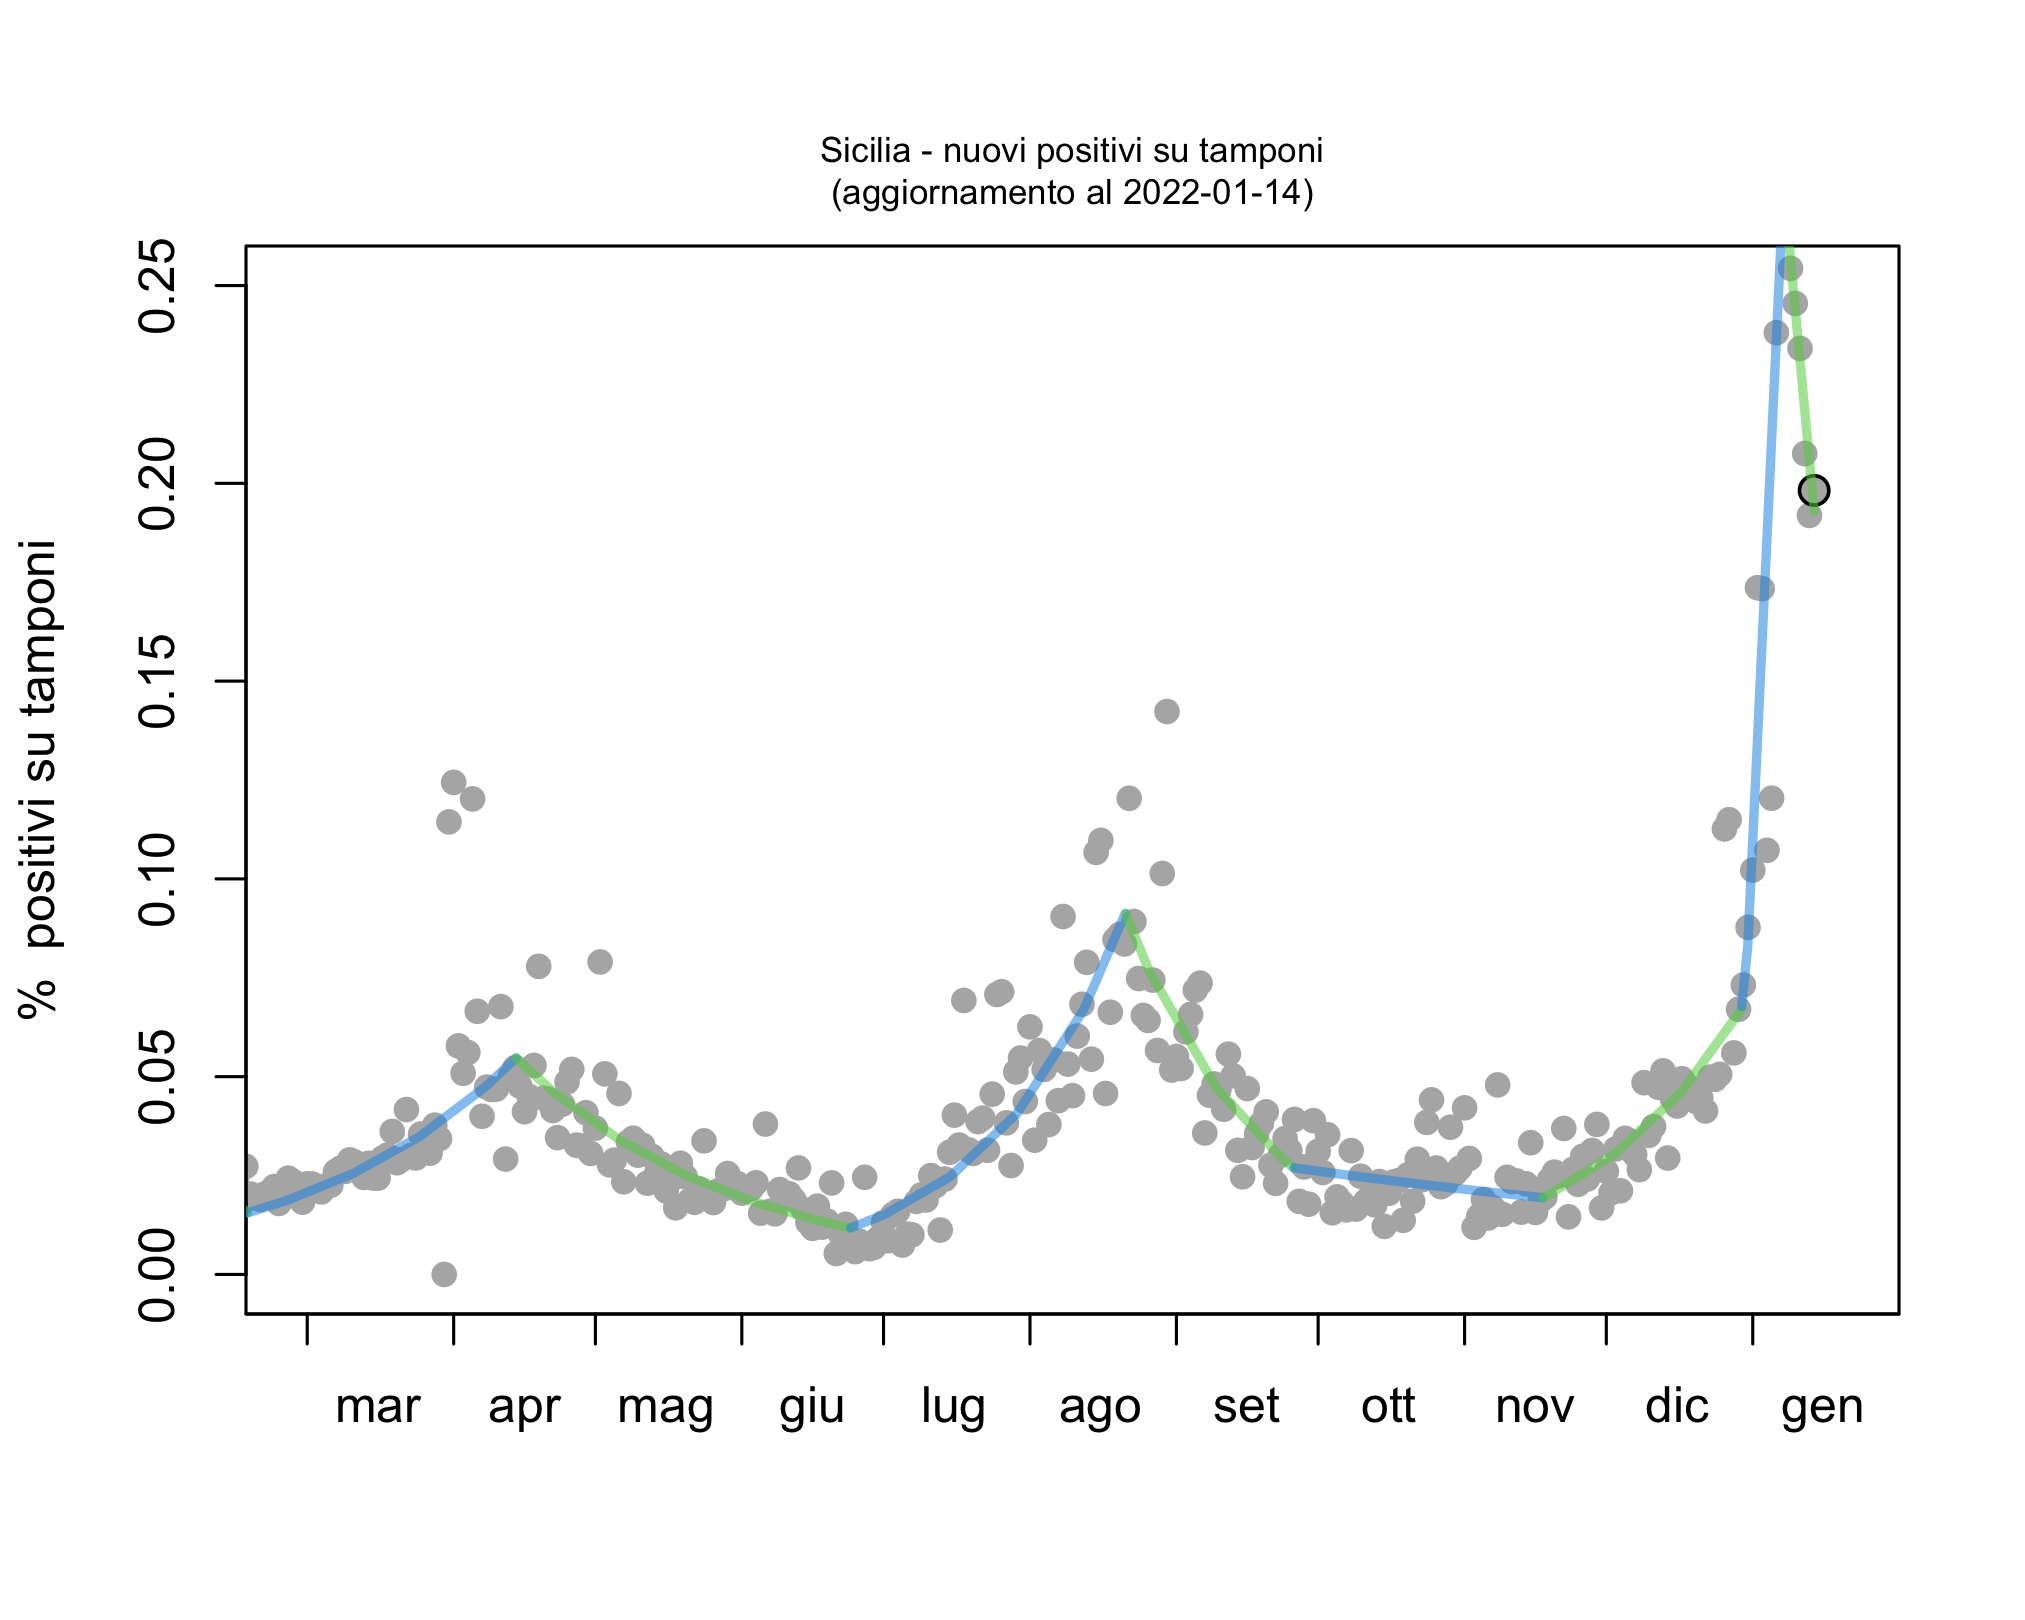 Sicilia - nuovi positivi su tamponi
(aggiornamento al 2022-01-14)
% positivi su tamponi
0.25
0.20
0.15
0.10
0.05
0.00
mar apr mag giu lug ago set ott nov dic gen